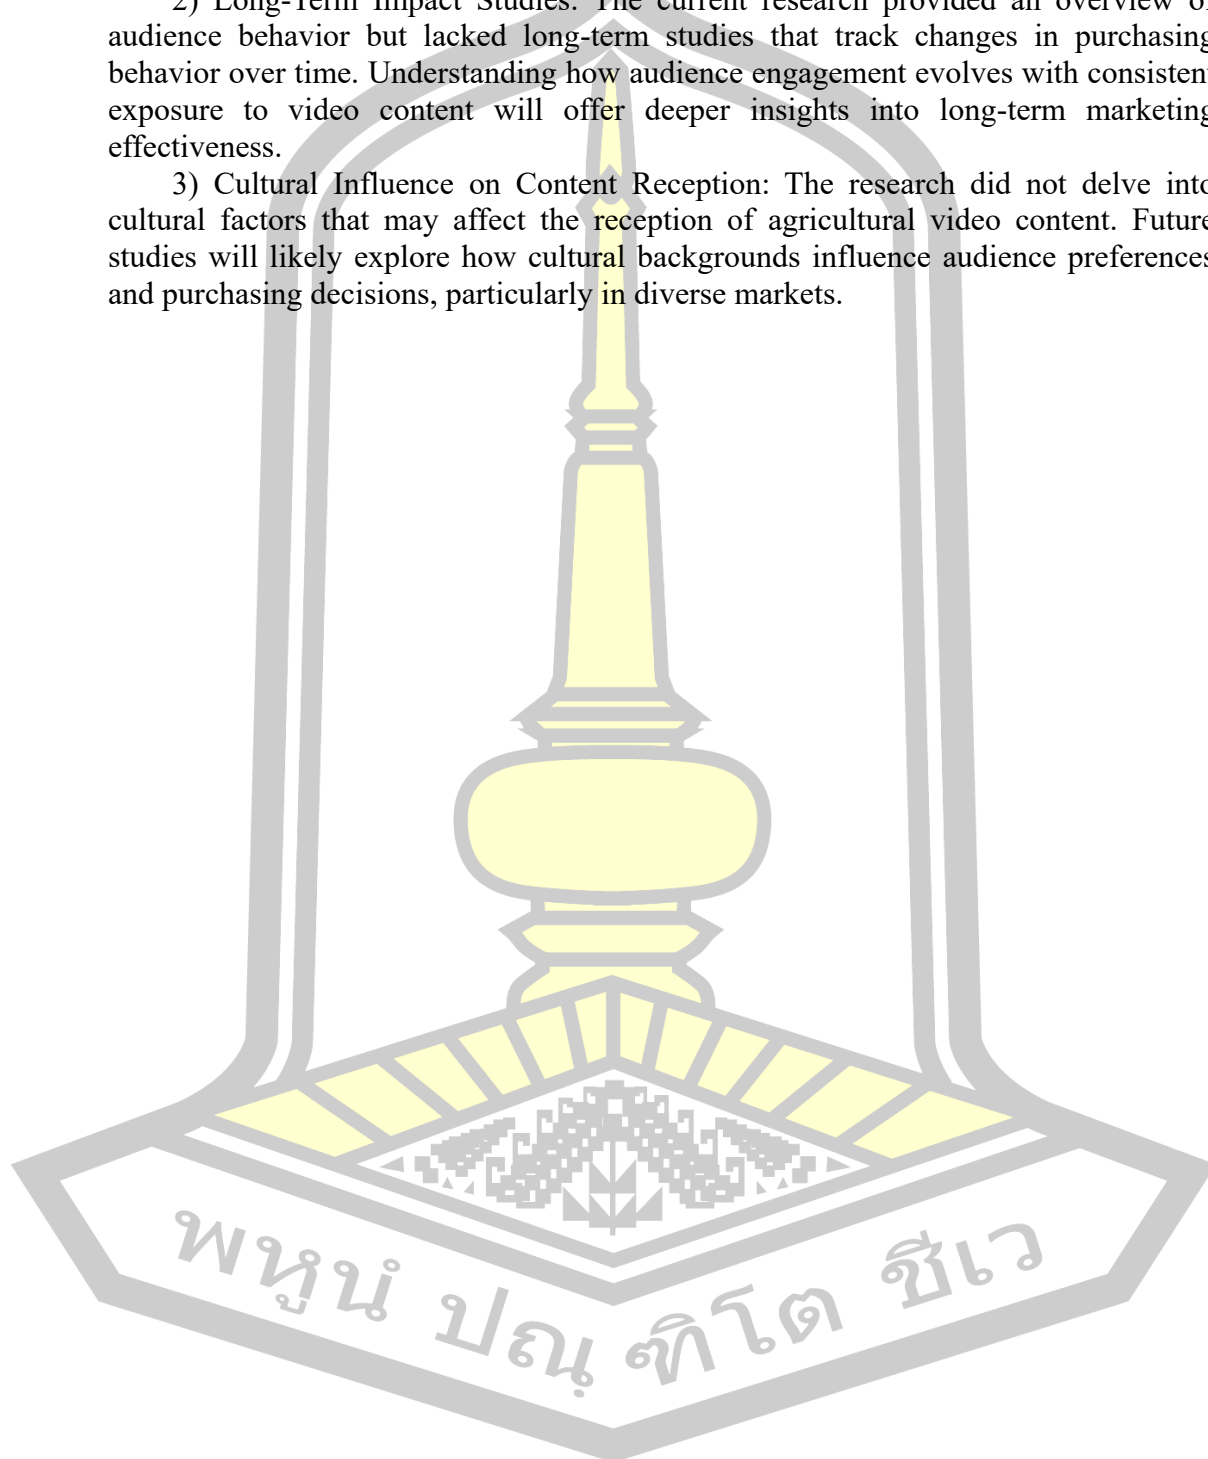 2) Long-Term Impact Studies: The current research provided an overview of
audience behavior but lacked long-term studies that track changes in purchasing
behavior over time. Understanding how audience engagement evolves with consistent
exposure to video content will offer deeper insights into long-term marketing
effectiveness.
3) Cultural Influence on Content Reception: The research did not delve into
cultural factors that may affect the reception of agricultural video content. Future
studies will likely explore how cultural backgrounds influence audience preferences
and purchasing decisions, particularly in diverse markets.
พหูนํ ปณฺฑิโต ชีเว